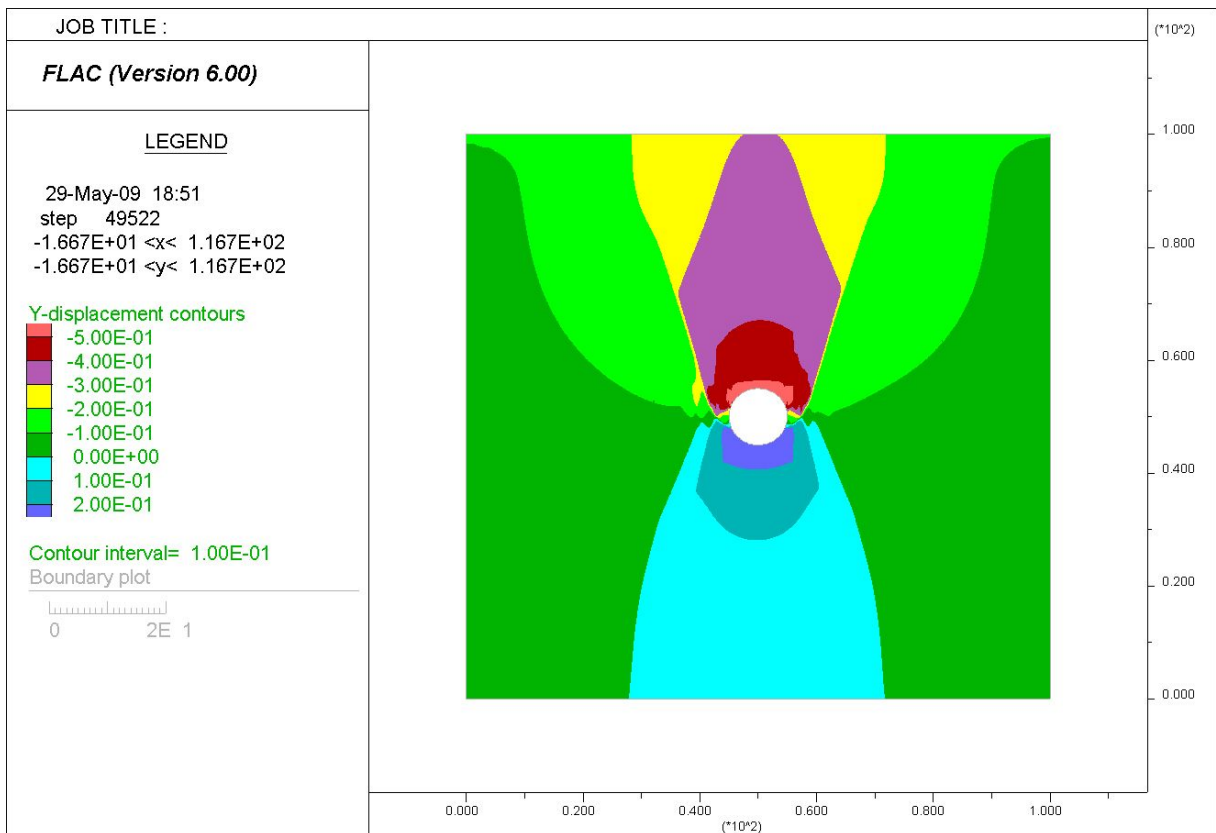 JOB TITLE :
FLAC (Version 6.00)
LEGEND
29-May-09 18:51
step 49522
-1.667E+01 <x< 1.167E+02
-1.667E+01 <y< 1.167E+02
Y-displacement contours
-5.00E-01
-4.00E-01
-3.00E-01
-2.00E-01
-1.00E-01
0.00E+00
1.00E-01
2.00E-01
Contour interval= 1.00E-01
Boundary plot
0 2E 1
(*10^2)
1.000
0.800
0.600
0.400
0.200
0.000
0.000 0.200 0.400 0.600 0.800 1.000
(*10^2)